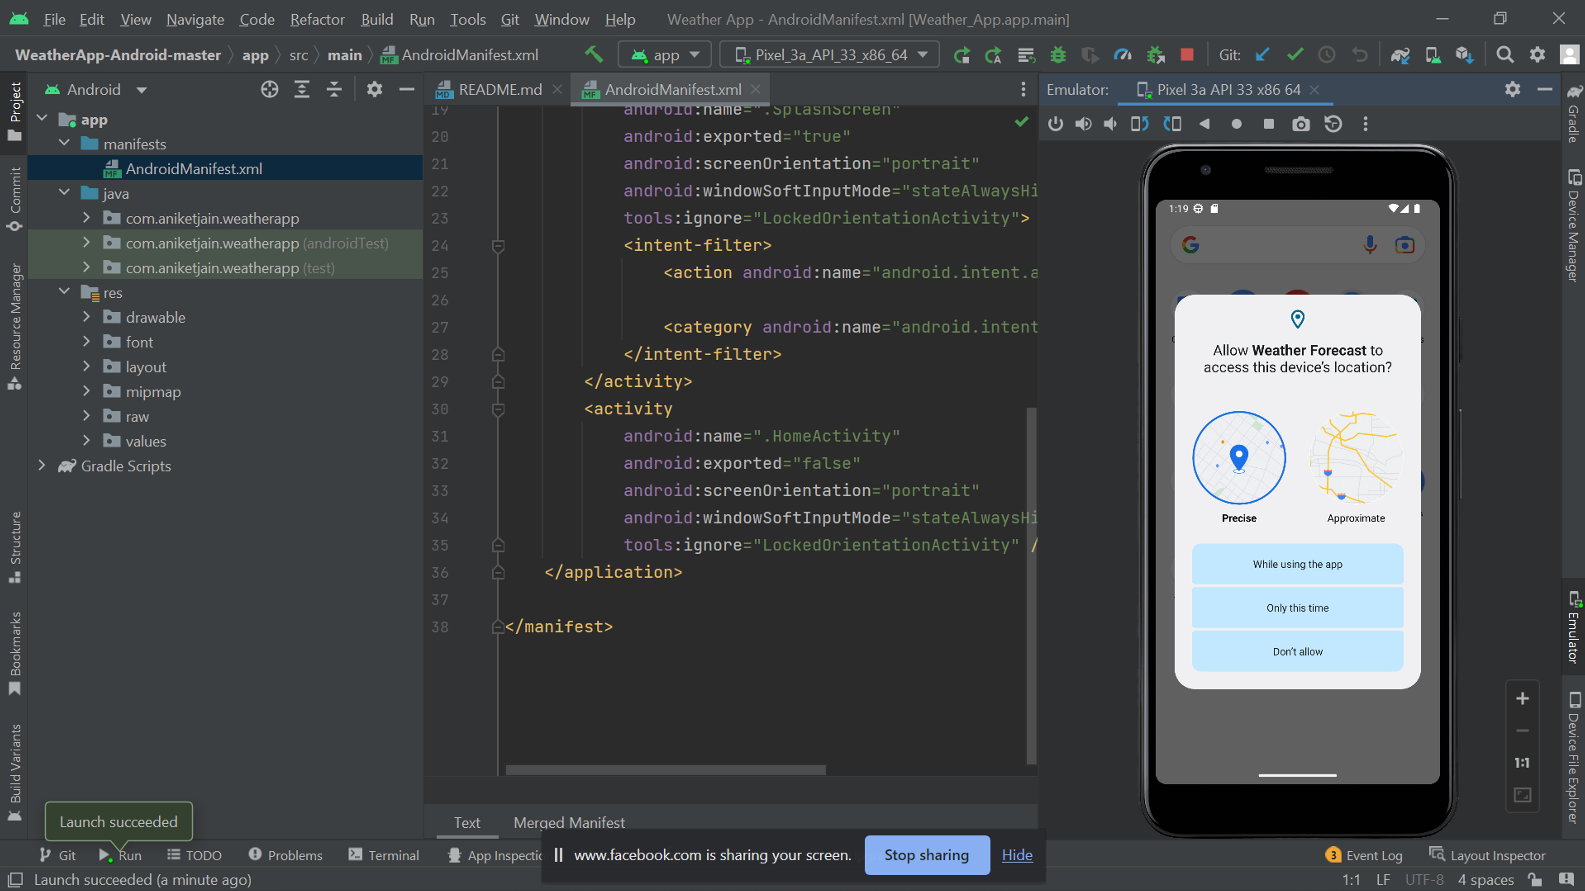 File Edit View Navigate Code Refactor Build Run Tools Git Window Help Weather App - AndroidManifest.xml [Weather_App.app.main]
WeatherApp-Android-master app src main AndroidManifest.xml app Pixel_3a_API_33_x86_64 Git:
Android
README.md
AndroidManifest.xml
Emulator: Pixel 3a API 33 x86 64
Project
Commit
Resource Manager
Structure
Bookmarks
Build Variants
app
manifests
AndroidManifest.xml
java
com.aniketjain.weatherapp
com.aniketjain.weatherapp (androidTest)
com.aniketjain.weatherapp (test)
res
drawable
font
layout
mipmap
raw
values
Gradle Scripts
19 android:name=".SplashScreen"
20 android:exported="true"
21 android:screenOrientation="portrait"
22 android:windowSoftInputMode="stateAlwaysHi
23 tools:ignore="LockedOrientationActivity">
24 <intent-filter>
25 <action android:name="android.intent.a
26
27 <category android:name="android.intent
28 </intent-filter>
29 </activity>
30 <activity
31 android:name=".HomeActivity"
32 android:exported="false"
33 android:screenOrientation="portrait"
34 android:windowSoftInputMode="stateAlwaysHi
35 tools:ignore="LockedOrientationActivity" /
36 </application>
37
38 </manifest>
Text Merged Manifest
1:19
Allow Weather Forecast to
access this device's location?
Precise Approximate
While using the app
Only this time
Don't allow
1:1
Gradle
Device Manager
Emulator
Device File Explorer
Launch succeeded
Git Run TODO Problems Terminal App Inspectio
www.facebook.com is sharing your screen. Stop sharing Hide
3 Event Log Layout Inspector
Launch succeeded (a minute ago) 1:1 LF UTF-8 4 spaces